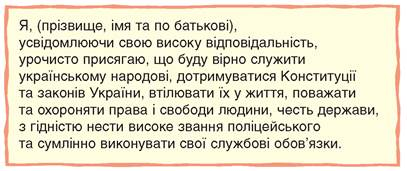 Я, (прізвище, імя та по батькові),
усвідомлюючи свою високу відповідальність,
урочисто присягаю, що буду вірно служити
українському народові, дотримуватися Конституції
та законів України, втілювати їх у життя, поважати
та охороняти права і свободи людини, честь держави,
з гідністю нести високе звання поліцейського
та сумлінно виконувати свої службові обов’язки.